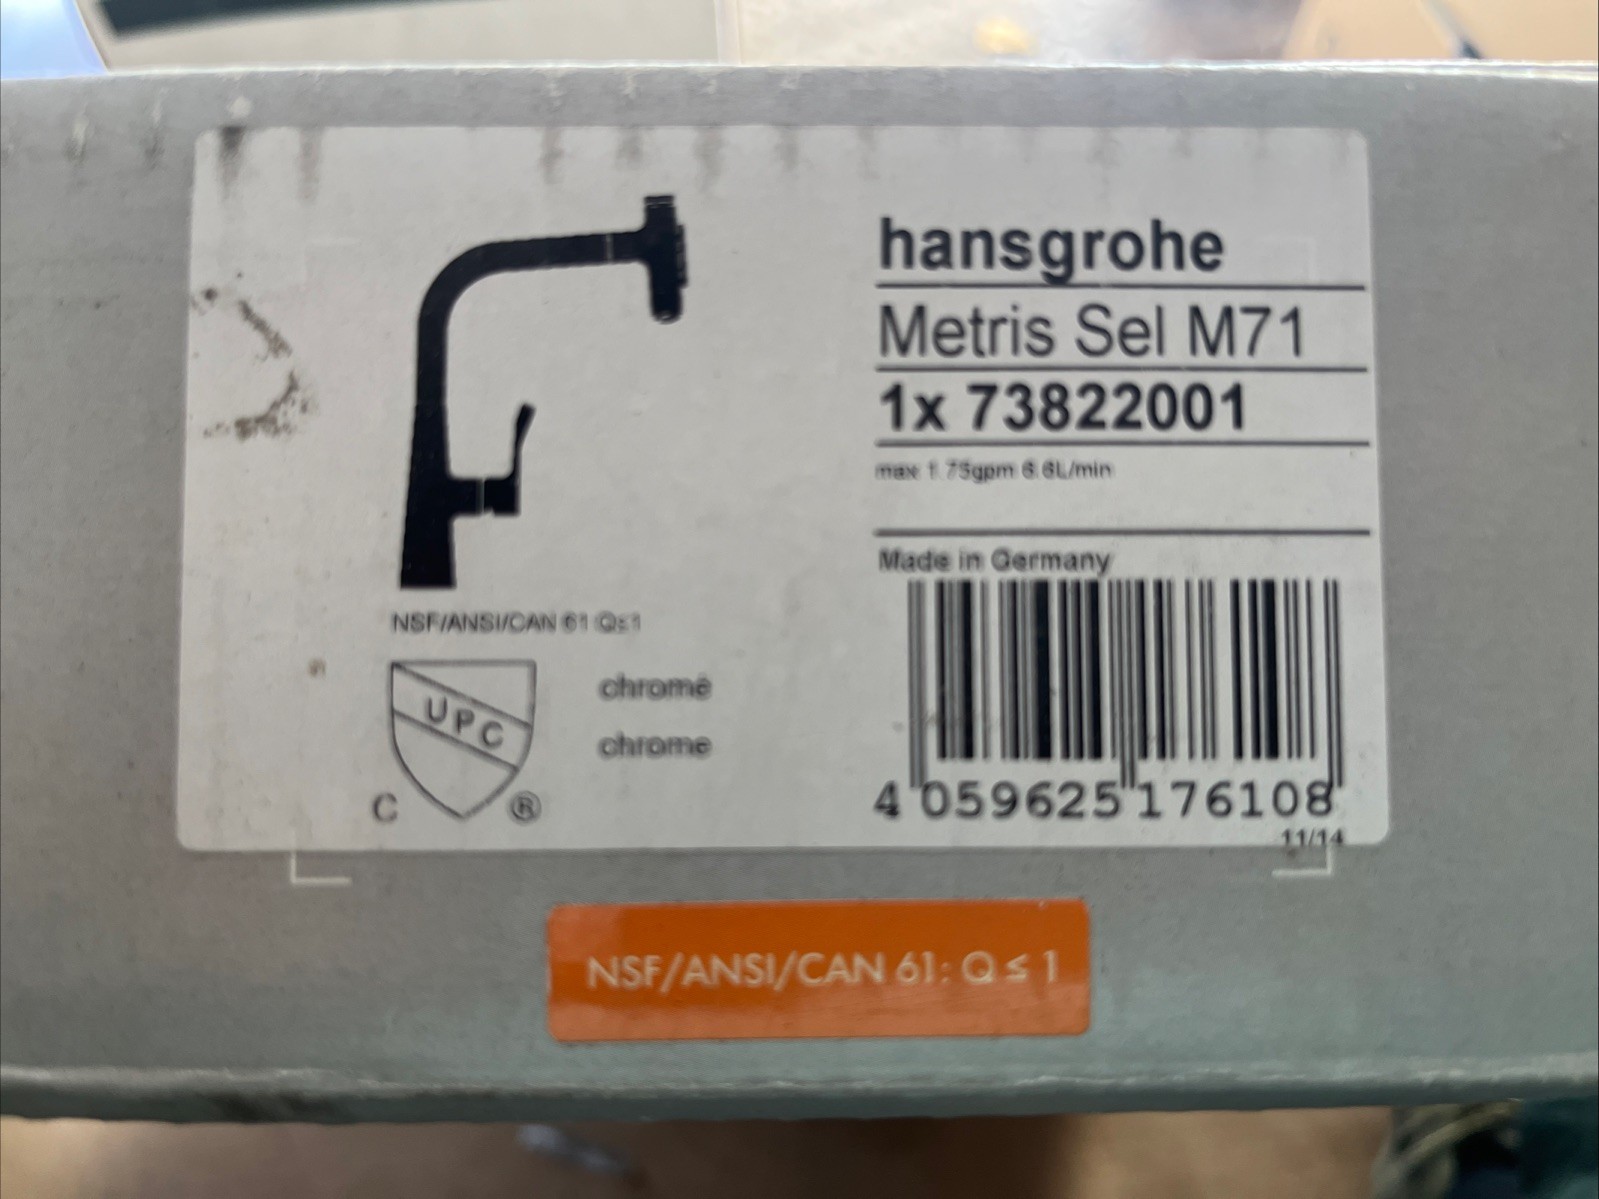 hansgrohe
Metris Sel M71
1x 73822001
max 1.75gpm 6.6L/min
Made in Germany
NSF/ANSI/CAN 61:Q≤1
UPC
C ®
chrome
chrome
4 059625 176108
11/14
NSF/ANSI/CAN 61: Q ≤ 1